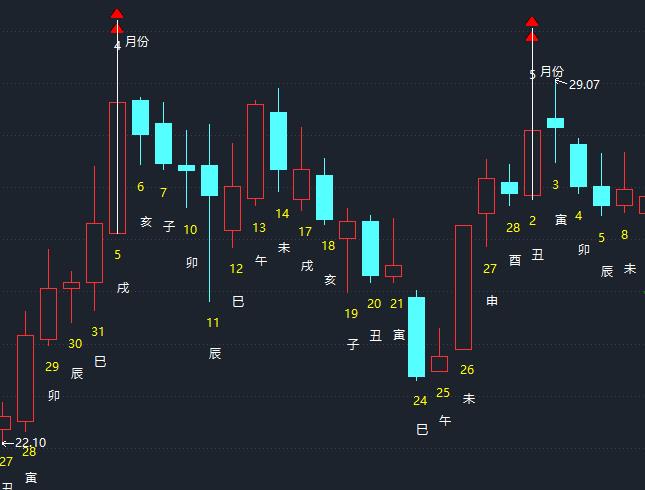 4 月份
5 月份
29.07
22.10
27 丑
28 寅
29 卯
30 辰
31 巳
5 戌
6 亥
7 子
10 卯
11 辰
12 巳
13 午
14 未
17 戌
18 亥
19 子
20 丑
21 寅
24 巳
25 午
26 未
27 申
28 酉
2 丑
3 寅
4 卯
5 辰
8 未